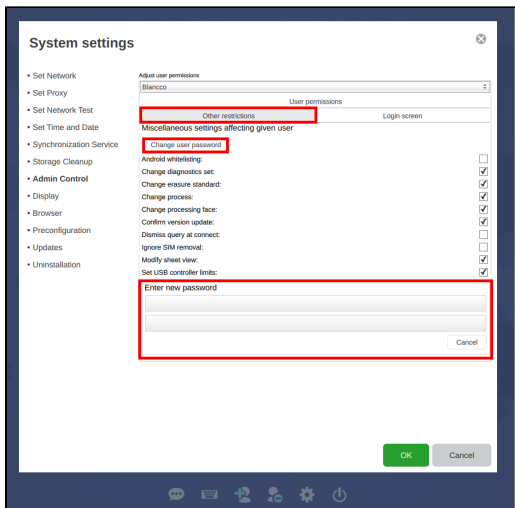 System settings
• Set Network
• Set Proxy
• Set Network Test
• Set Time and Date
• Synchronization Service
• Storage Cleanup
• Admin Control
• Display
• Browser
• Preconfiguration
• Updates
• Uninstallation
Adjust user permissions
Blancco
User permissions
Other restrictions
Login screen
Miscellaneous settings affecting given user
Change user password
Android whitelisting:
Change diagnostics set:
Change erasure standard:
Change process:
Change processing face:
Confirm version update:
Dismiss query at connect:
Ignore SIM removal:
Modify sheet view:
Set USB controller limits:
Enter new password
Cancel
OK
Cancel